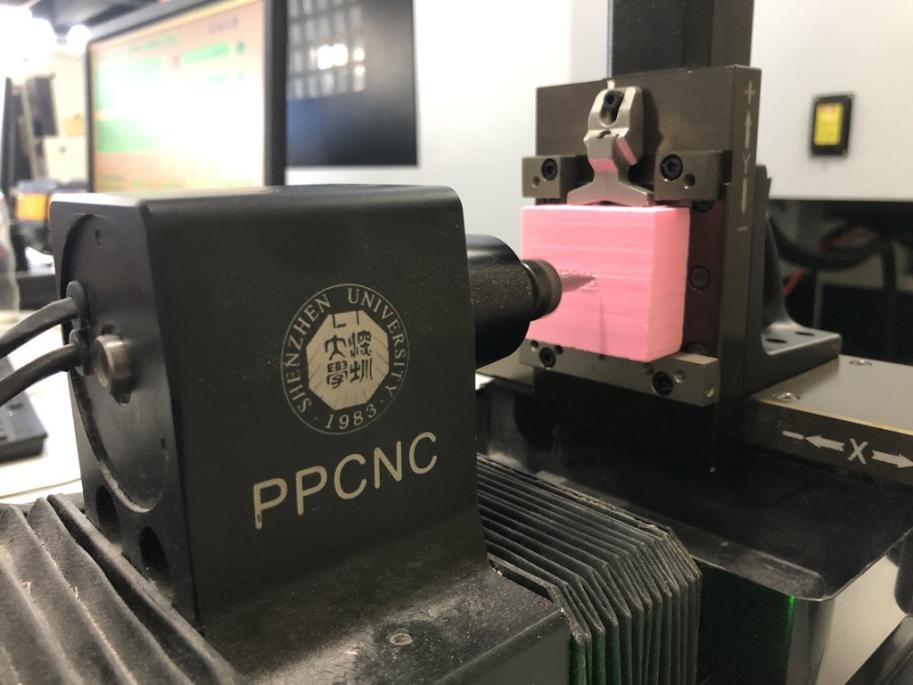 SHENZHEN UNIVERSITY
深圳
大學
· 1983 ·
PPCNC
+
Y
-
- X